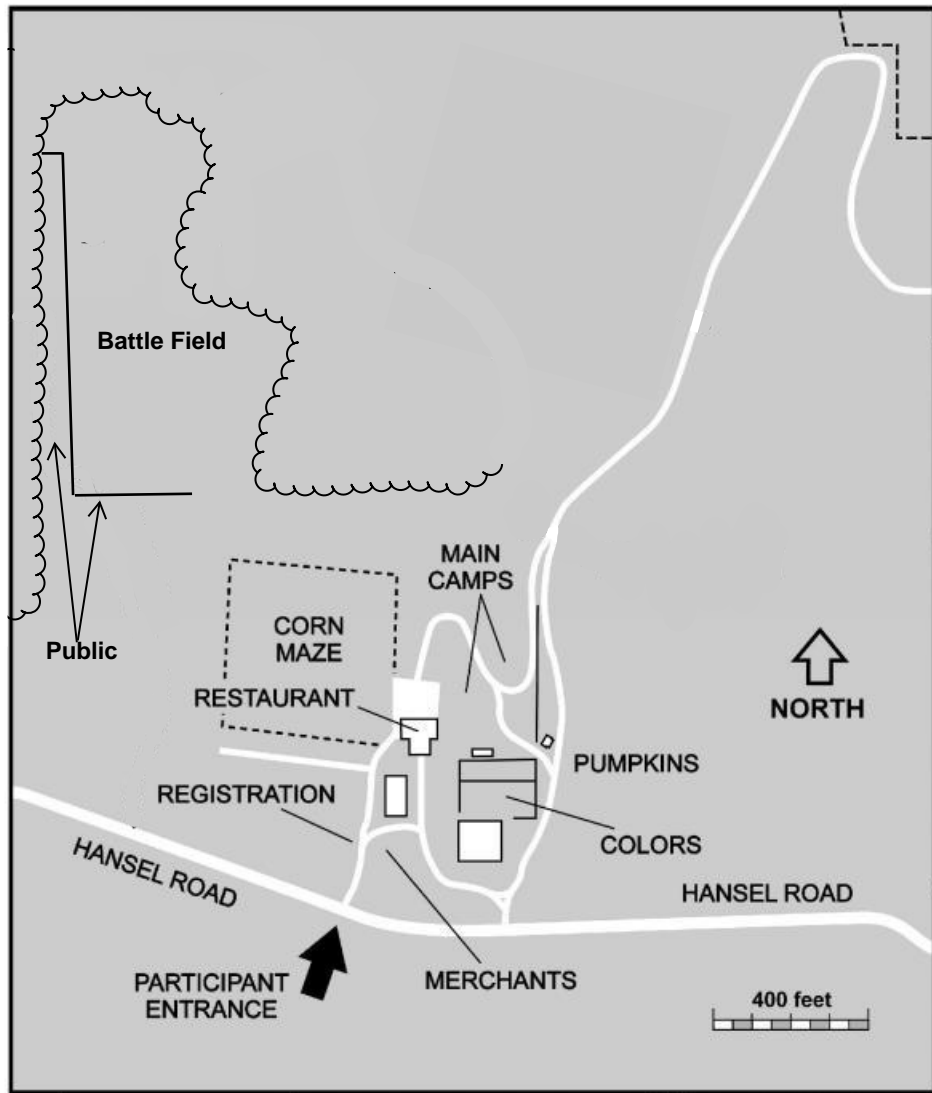 Battle Field
MAIN
CAMPS
CORN
MAZE
Public
RESTAURANT
NORTH
PUMPKINS
REGISTRATION
COLORS
HANSEL ROAD
HANSEL ROAD
PARTICIPANT
ENTRANCE
MERCHANTS
400 feet